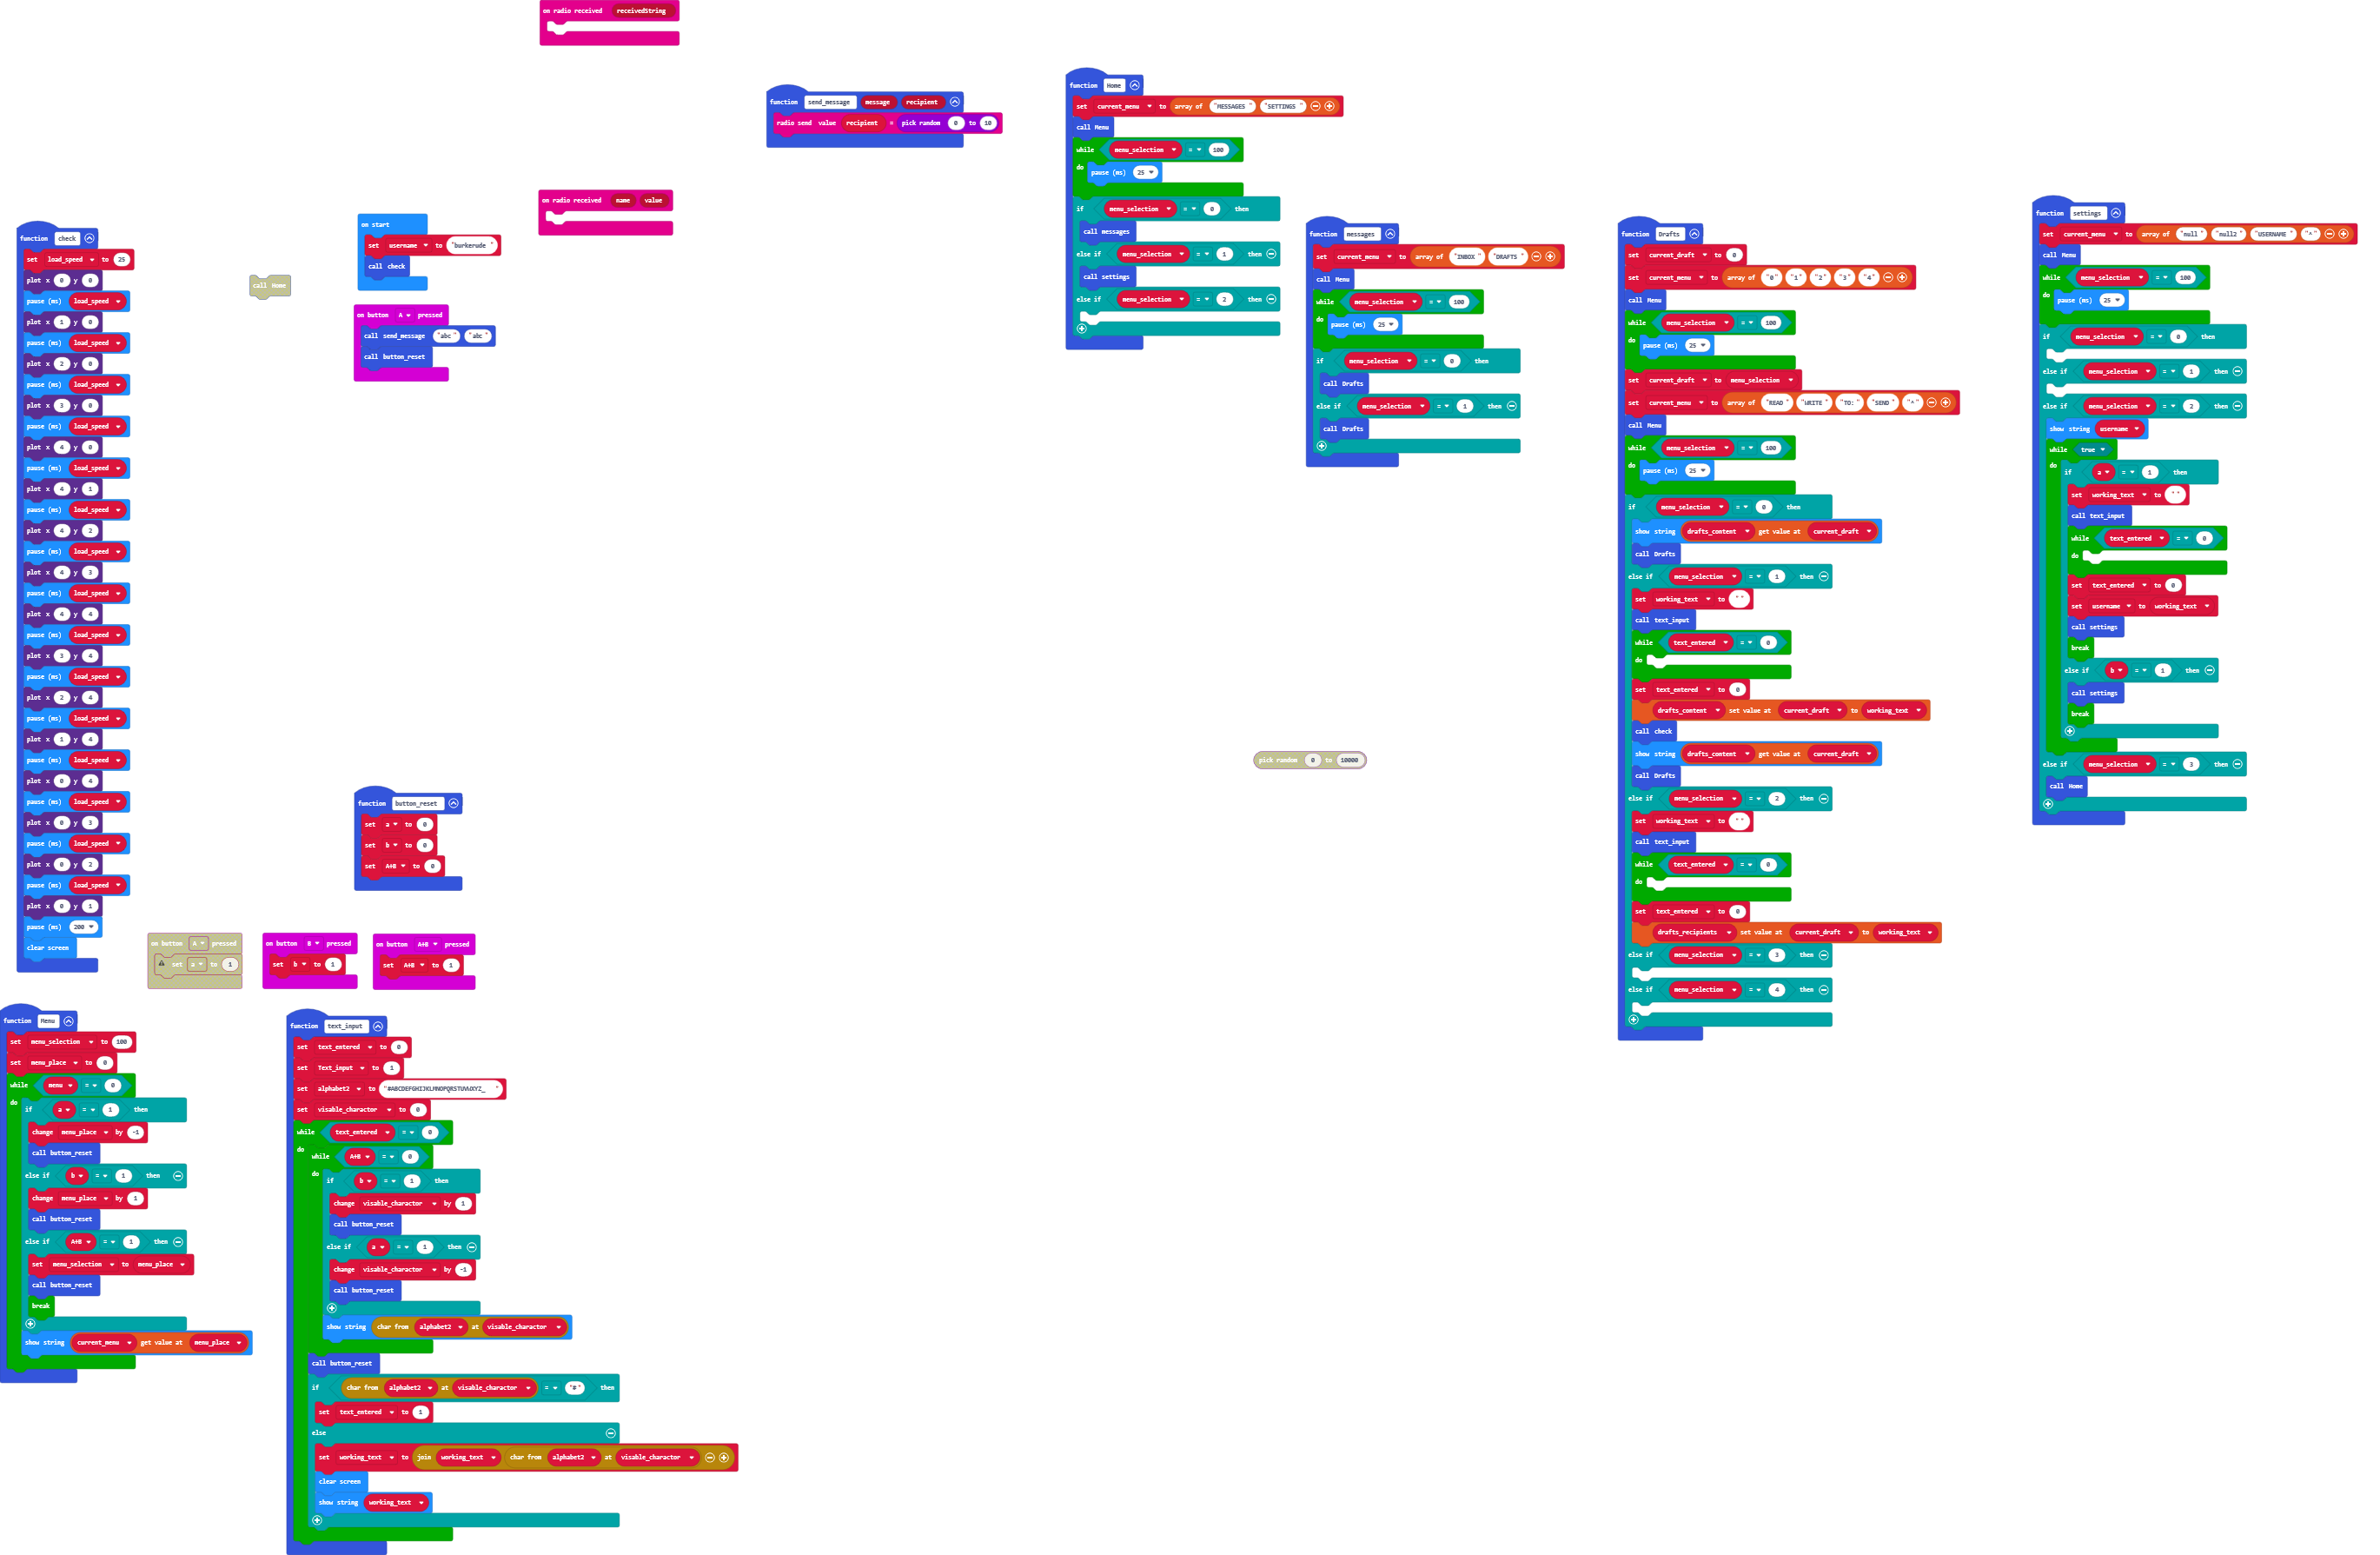 on radio received receivedString
function send_message message recipient
radio send value recipient = pick random 0 to 10
on radio received name value
function check
set load_speed to 25
plot x 0 y 0
pause (ms) load_speed
plot x 1 y 0
pause (ms) load_speed
plot x 2 y 0
pause (ms) load_speed
plot x 3 y 0
pause (ms) load_speed
plot x 4 y 0
pause (ms) load_speed
plot x 4 y 1
pause (ms) load_speed
plot x 4 y 2
pause (ms) load_speed
plot x 4 y 3
pause (ms) load_speed
plot x 4 y 4
pause (ms) load_speed
plot x 3 y 4
pause (ms) load_speed
plot x 2 y 4
pause (ms) load_speed
plot x 1 y 4
pause (ms) load_speed
plot x 0 y 4
pause (ms) load_speed
plot x 0 y 3
pause (ms) load_speed
plot x 0 y 2
pause (ms) load_speed
plot x 0 y 1
pause (ms) 200
clear screen
call Home
on start
set username to "burkerude"
call check
on button A pressed
call send_message "abc" "abc"
call button_reset
function button_reset
set a to 0
set b to 0
set A+B to 0
on button A pressed
set a to 1
on button B pressed
set b to 1
on button A+B pressed
set A+B to 1
function Menu
set menu_selection to 100
set menu_place to 0
while menu = 0
do
if a = 1 then
change menu_place by -1
call button_reset
else if b = 1 then
change menu_place by 1
call button_reset
else if A+B = 1 then
set menu_selection to menu_place
call button_reset
break
show string current_menu get value at menu_place
function text_input
set text_entered to 0
set Text_input to 1
set alphabet2 to "#ABCDEFGHIJKLMNOPQRSTUVWXYZ_ "
set visable_character to 0
while text_entered = 0
do
while A+B = 0
do
if b = 1 then
change visable_character by 1
call button_reset
else if a = 1 then
change visable_character by -1
call button_reset
show string char from alphabet2 at visable_character
call button_reset
if char from alphabet2 at visable_character = "#" then
set text_entered to 1
else
set working_text to join working_text char from alphabet2 at visable_character
clear screen
show string working_text
function Home
set current_menu to array of "MESSAGES" "SETTINGS"
call Menu
while menu_selection = 100
do
pause (ms) 25
if menu_selection = 0 then
call messages
else if menu_selection = 1 then
call settings
else if menu_selection = 2 then
function messages
set current_menu to array of "INBOX" "DRAFTS"
call Menu
while menu_selection = 100
do
pause (ms) 25
if menu_selection = 0 then
call Drafts
else if menu_selection = 1 then
call Drafts
pick random 0 to 10000
function Drafts
set current_draft to 0
set current_menu to array of "0" "1" "2" "3" "4"
call Menu
while menu_selection = 100
do
pause (ms) 25
set current_draft to menu_selection
set current_menu to array of "READ" "WRITE" "TO:" "SEND" "^"
call Menu
while menu_selection = 100
do
pause (ms) 25
if menu_selection = 0 then
show string drafts_content get value at current_draft
call Drafts
else if menu_selection = 1 then
set working_text to " "
call text_input
while text_entered = 0
do
set text_entered to 0
drafts_content set value at current_draft to working_text
call check
show string drafts_content get value at current_draft
call Drafts
else if menu_selection = 2 then
set working_text to " "
call text_input
while text_entered = 0
do
set text_entered to 0
drafts_recipients set value at current_draft to working_text
else if menu_selection = 3 then
else if menu_selection = 4 then
function settings
set current_menu to array of "null" "null2" "USERNAME" "^"
call Menu
while menu_selection = 100
do
pause (ms) 25
if menu_selection = 0 then
else if menu_selection = 1 then
else if menu_selection = 2 then
show string username
while true
do
if a = 1 then
set working_text to " "
call text_input
while text_entered = 0
do
set text_entered to 0
set username to working_text
call settings
break
else if b = 1 then
call settings
break
else if menu_selection = 3 then
call Home